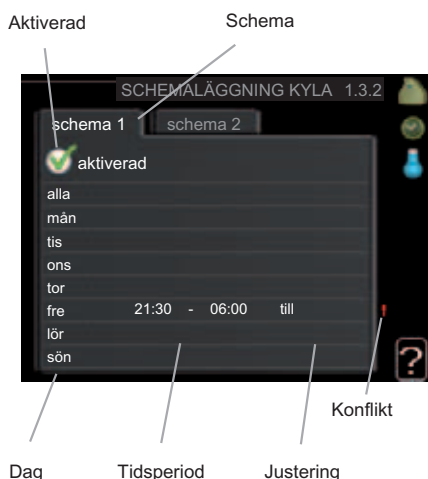 Aktiverad
Schema
SCHEMALÄGGNING KYLA 1.3.2
schema 1 schema 2
aktiverad
alla
mån
tis
ons
tor
fre 21:30 - 06:00 till !
lör
sön
?
Konflikt
Dag Tidsperiod Justering